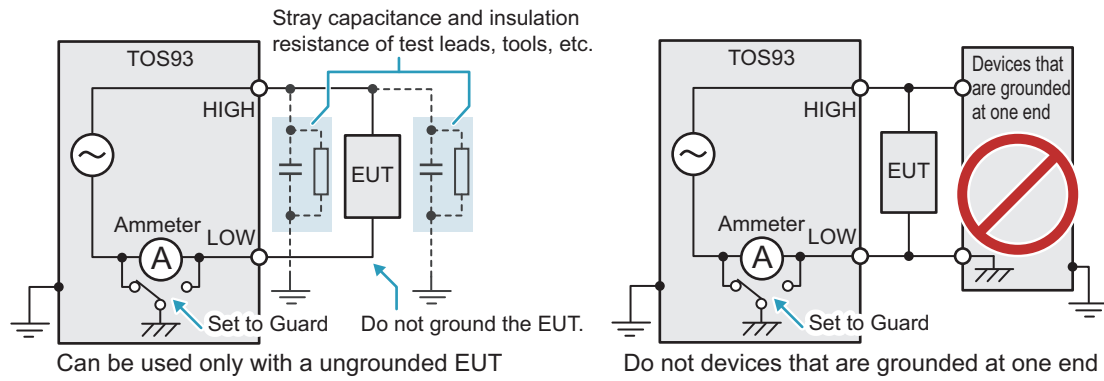 Stray capacitance and insulation
resistance of test leads, tools, etc.
TOS93
HIGH
EUT
Ammeter
A
LOW
Set to Guard
Do not ground the EUT.
Can be used only with a ungrounded EUT
TOS93
Devices that
are grounded
at one end
HIGH
EUT
Ammeter
A
LOW
Set to Guard
Do not devices that are grounded at one end